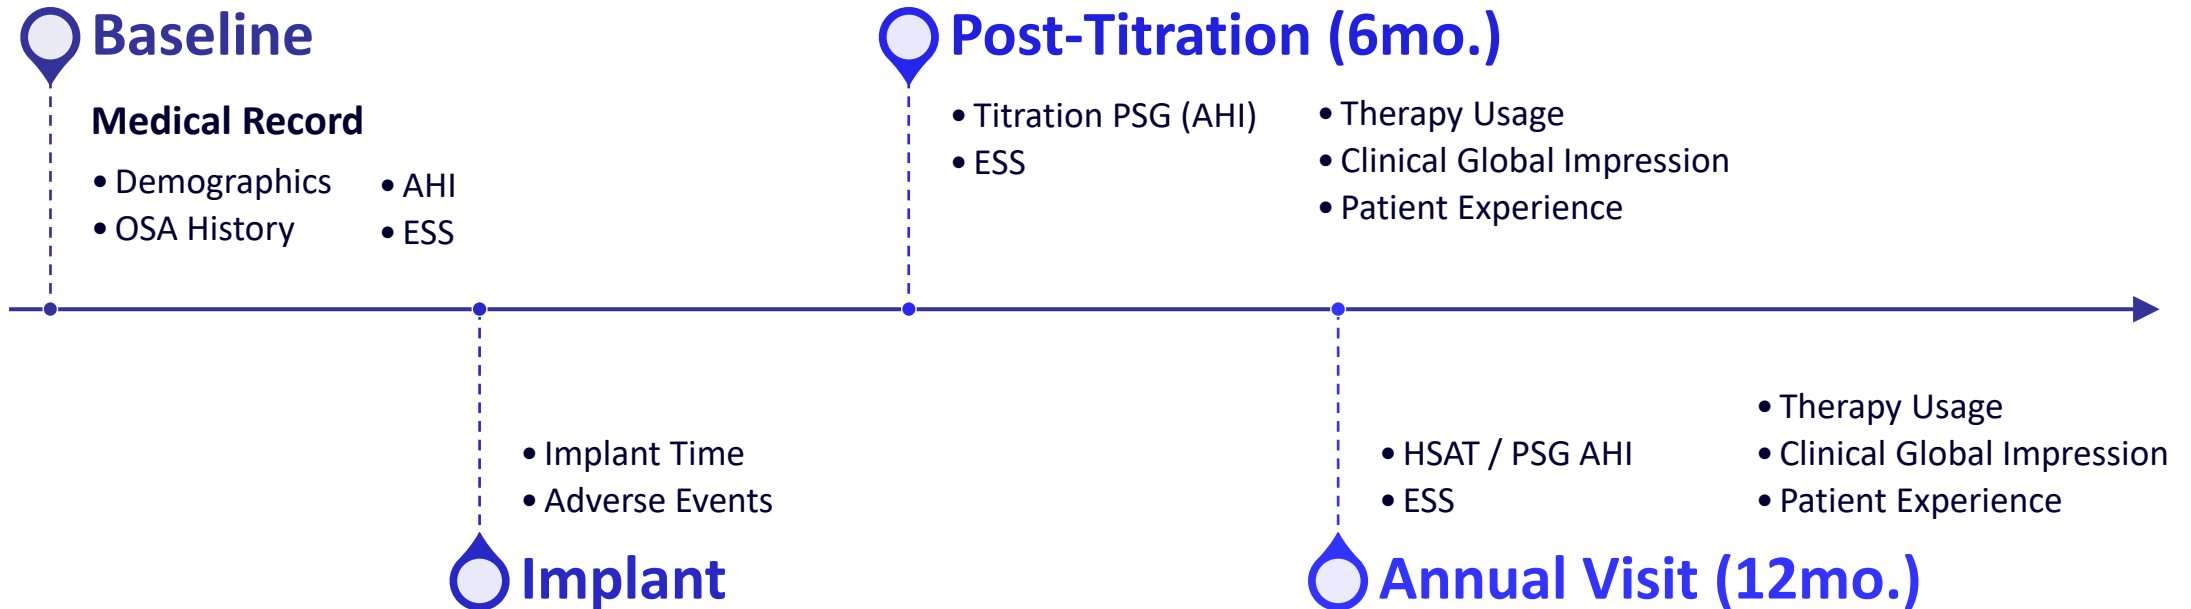 Baseline
Medical Record
• Demographics
• OSA History
• AHI
• ESS
Post-Titration (6mo.)
• Titration PSG (AHI)
• ESS
• Therapy Usage
• Clinical Global Impression
• Patient Experience
• Implant Time
• Adverse Events
Implant
• HSAT / PSG AHI
• ESS
• Therapy Usage
• Clinical Global Impression
• Patient Experience
Annual Visit (12mo.)